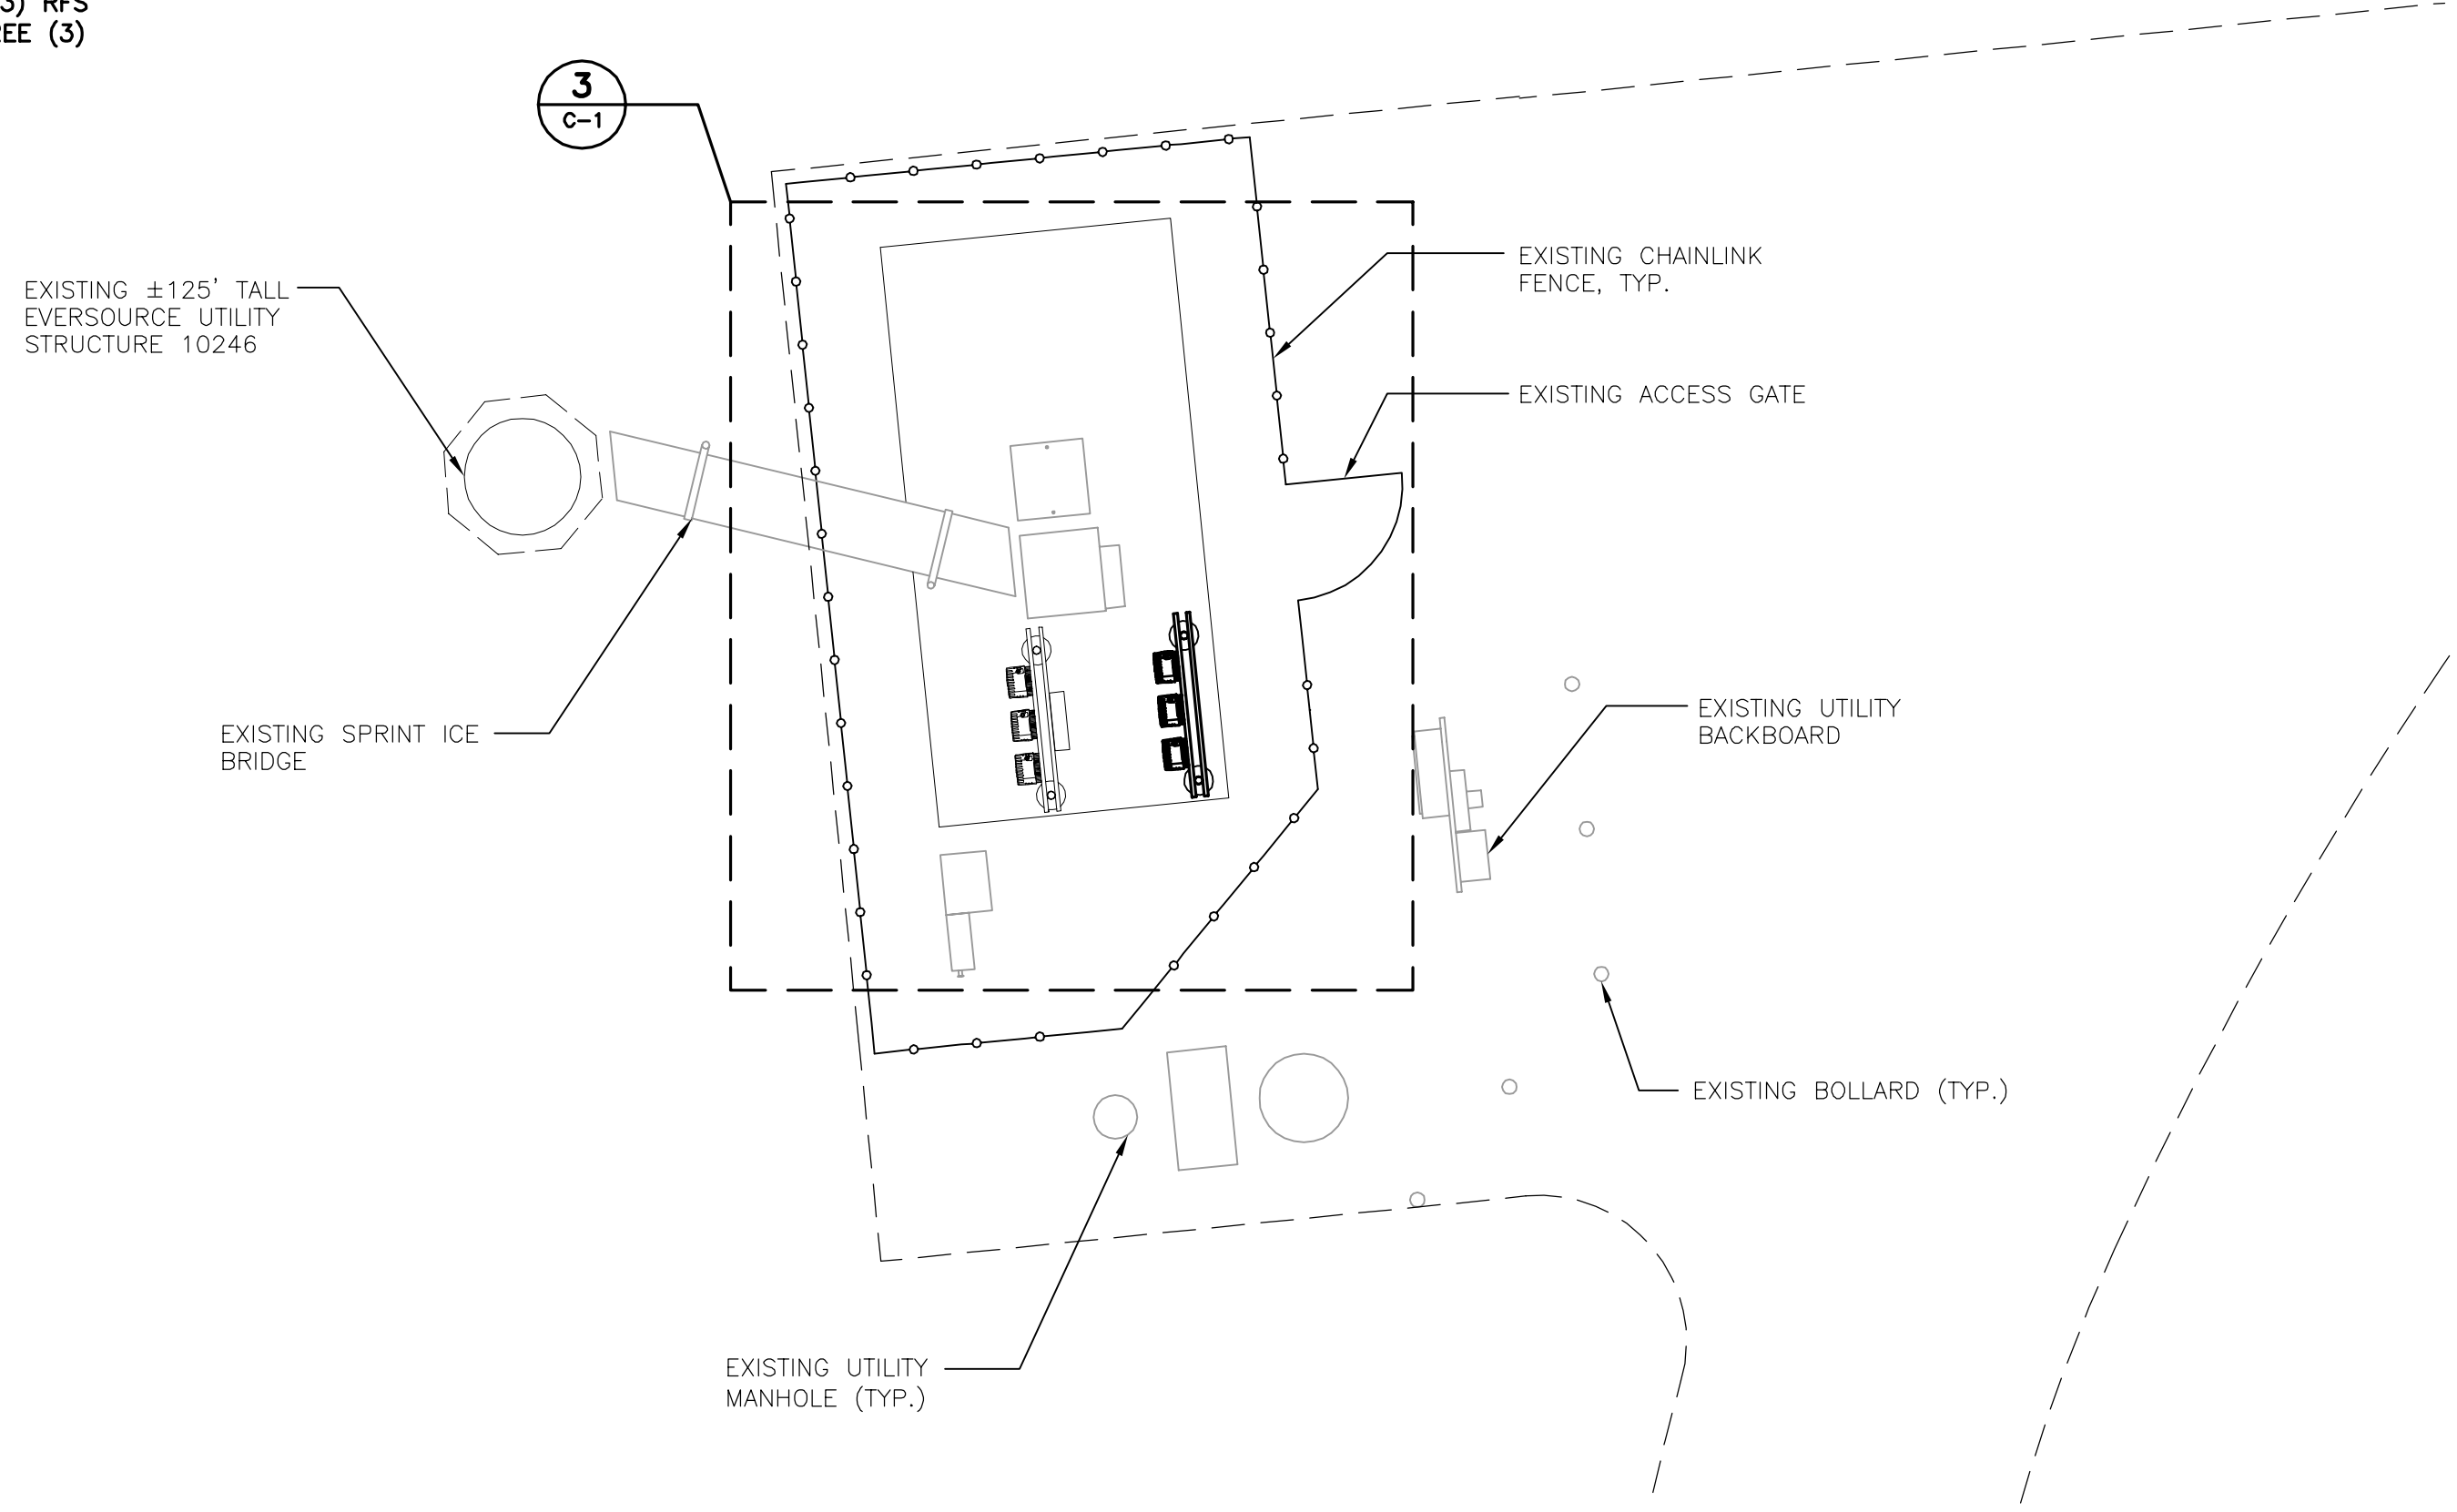 3) RFS
EE (3)
3
C-1
EXISTING ±125' TALL
EVERSOURCE UTILITY
STRUCTURE 10246
EXISTING CHAINLINK
FENCE, TYP.
EXISTING ACCESS GATE
EXISTING SPRINT ICE
BRIDGE
EXISTING UTILITY
BACKBOARD
EXISTING BOLLARD (TYP.)
EXISTING UTILITY
MANHOLE (TYP.)